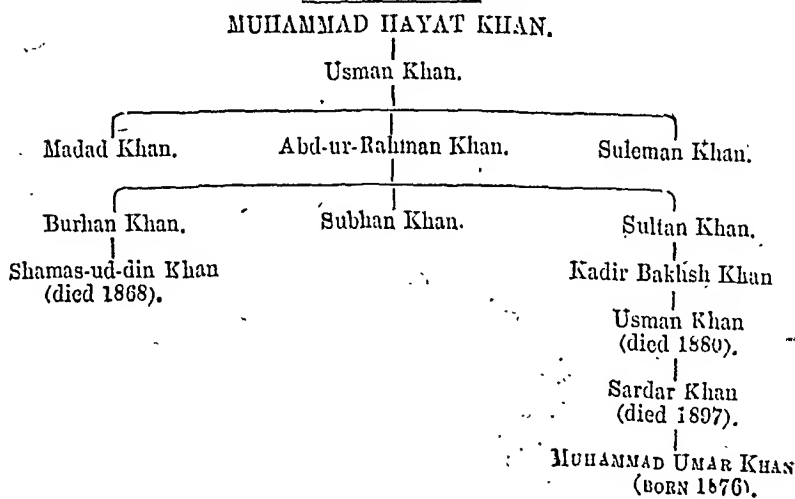 MUHAMMAD HAYAT KHAN.
Usman Khan.
Madad Khan. Abd-ur-Rahman Khan. Suleman Khan.
Burhan Khan. Subhan Khan. Sultan Khan.
Shamas-ud-din Khan Kadir Bakhsh Khan
(died 1868).
Usman Khan
(died 1880).
Sardar Khan
(died 1897).
MUHAMMAD UMAR KHAN
(BORN 1876).